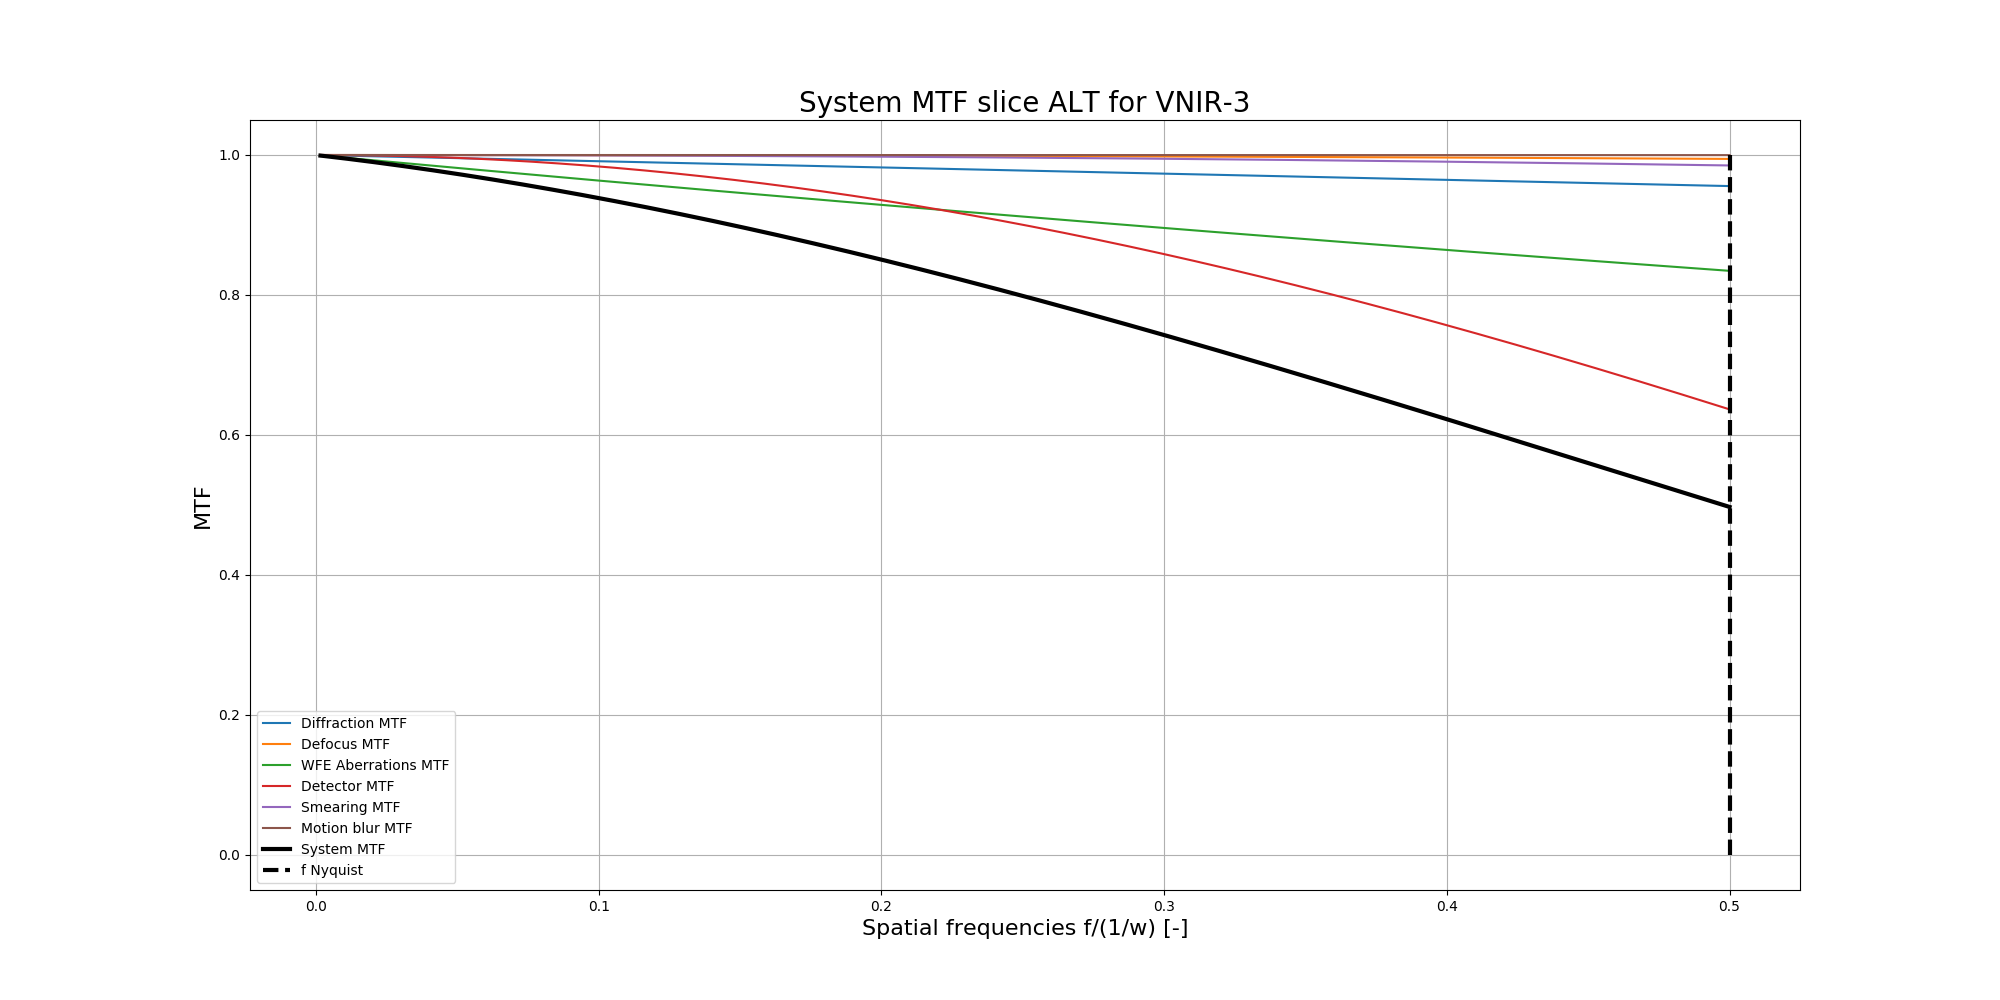 System MTF slice ALT for VNIR-3
MTF
1.0
0.8
0.6
0.4
0.2
0.0
Diffraction MTF
Defocus MTF
WFE Aberrations MTF
Detector MTF
Smearing MTF
Motion blur MTF
System MTF
f Nyquist
0.0 0.1 0.2 0.3 0.4 0.5
Spatial frequencies f/(1/w) [-]